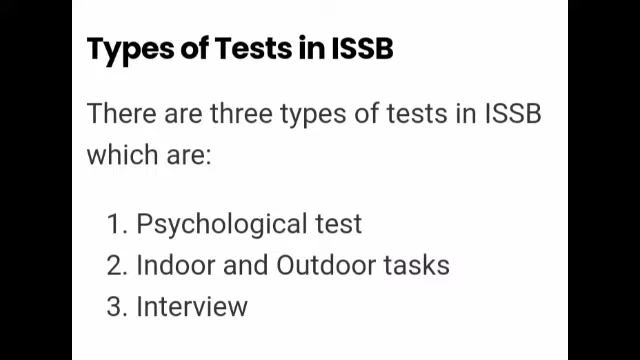 Types of Tests in ISSB
There are three types of tests in ISSB
which are:
1. Psychological test
2. Indoor and Outdoor tasks
3. Interview